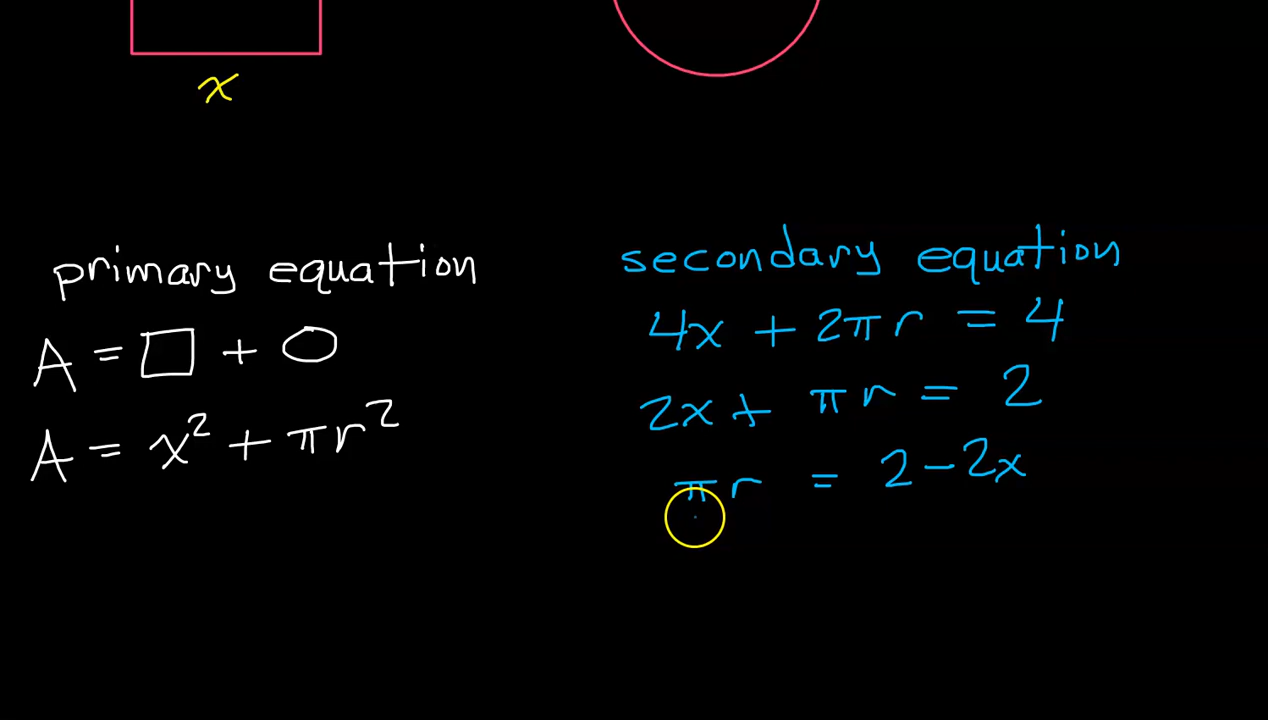 x
primary equation
A = □ + ○
A = x² + πr²
secondary equation
4x + 2πr = 4
2x + πr = 2
πr = 2 - 2x